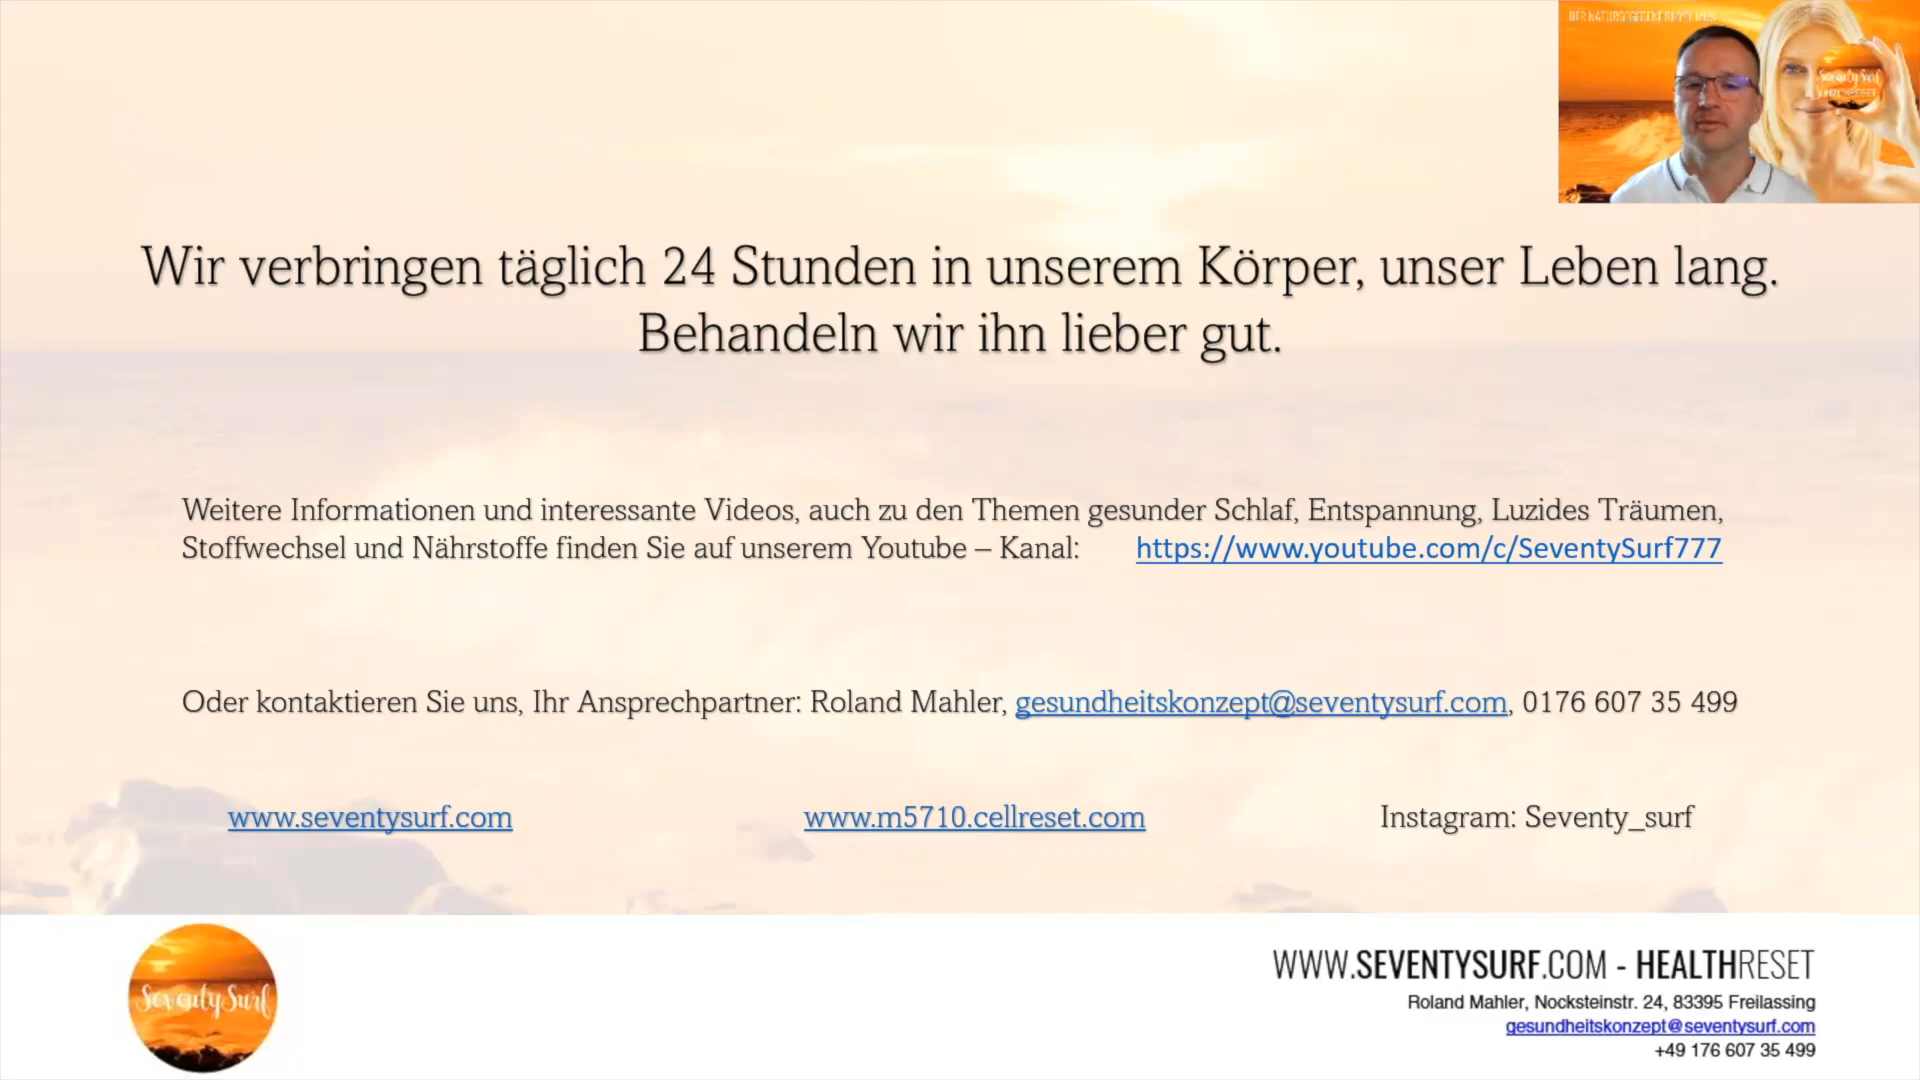 Wir verbringen täglich 24 Stunden in unserem Körper, unser Leben lang.
Behandeln wir ihn lieber gut.
Weitere Informationen und interessante Videos, auch zu den Themen gesunder Schlaf, Entspannung, Luzides Träumen,
Stoffwechsel und Nährstoffe finden Sie auf unserem Youtube – Kanal: https://www.youtube.com/c/SeventySurf777
Oder kontaktieren Sie uns, Ihr Ansprechpartner: Roland Mahler, gesundheitskonzept@seventysurf.com, 0176 607 35 499
www.seventysurf.com www.m5710.cellreset.com Instagram: Seventy_surf
Seventy Surf
WWW.SEVENTYSURF.COM - HEALTHRESET
Roland Mahler, Nocksteinstr. 24, 83395 Freilassing
gesundheitskonzept@seventysurf.com
+49 176 607 35 499